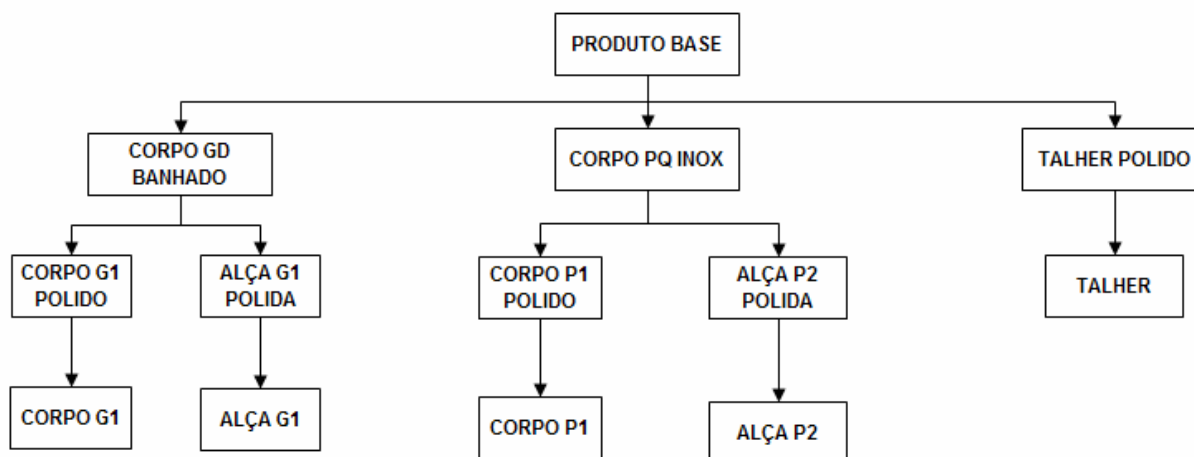 PRODUTO BASE
CORPO GD
BANHADO
CORPO PQ INOX
TALHER POLIDO
CORPO G1
POLIDO
ALÇA G1
POLIDA
CORPO P1
POLIDO
ALÇA P2
POLIDA
TALHER
CORPO G1
ALÇA G1
CORPO P1
ALÇA P2